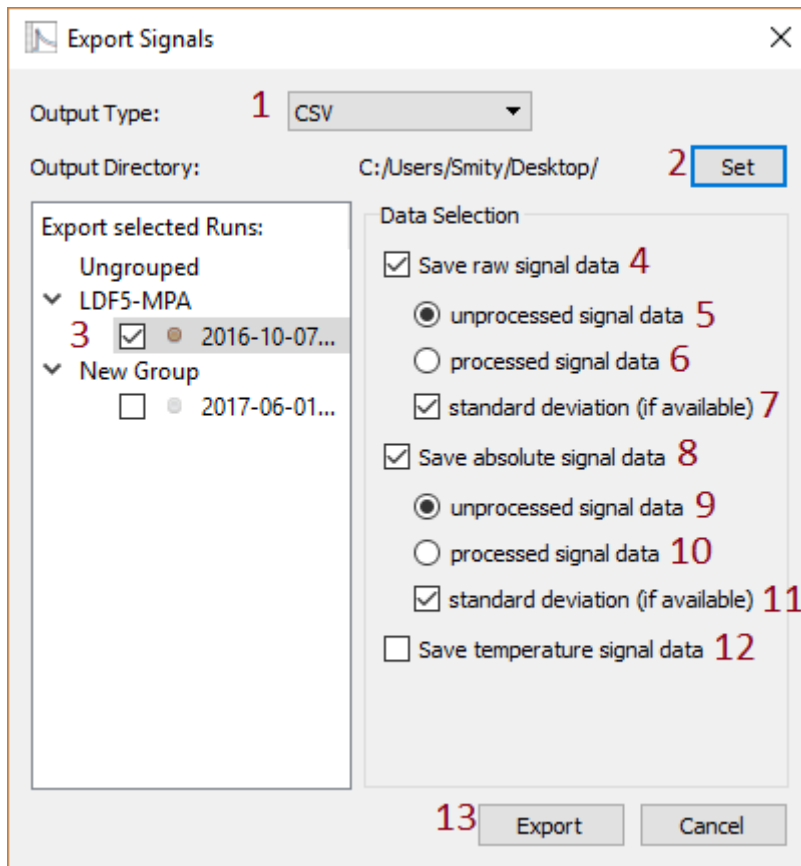 Export Signals
Output Type: 1 CSV
Output Directory: C:/Users/Smity/Desktop/ 2 Set
Export selected Runs:
Ungrouped
LDF5-MPA
3 2016-10-07...
New Group
2017-06-01...
Data Selection
Save raw signal data 4
unprocessed signal data 5
processed signal data 6
standard deviation (if available) 7
Save absolute signal data 8
unprocessed signal data 9
processed signal data 10
standard deviation (if available) 11
Save temperature signal data 12
13 Export Cancel